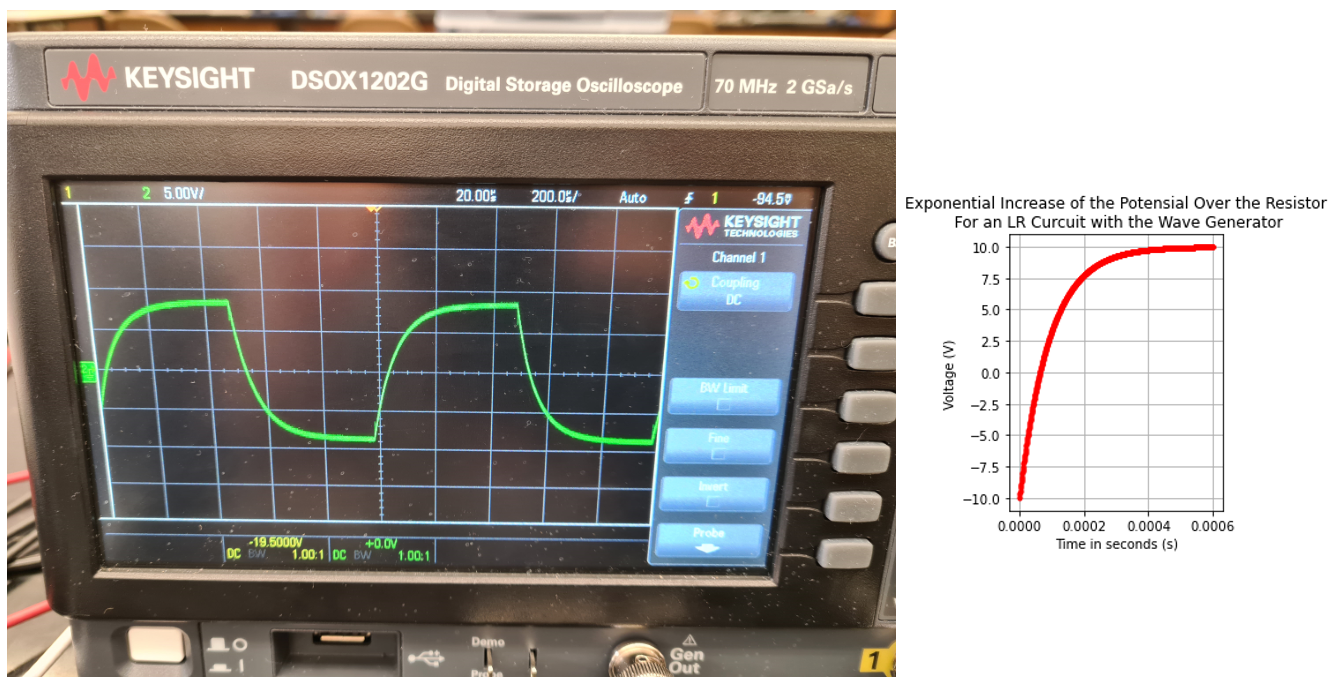 KEYSIGHT DSOX1202G Digital Storage Oscilloscope 70 MHz 2 GSa/s
1 2 5.00V/ 20.00 200.0 Auto 1 -94.5
KEYSIGHT
TECHNOLOGIES
Channel 1
Coupling
DC
BW Limit
Fine
Invert
Probe
-19.5000V +0.0V
DC BW 1.00:1 DC BW 1.00:1
Demo
Probe
Gen
Out
1
Exponential Increase of the Potensial Over the Resistor
For an LR Curcuit with the Wave Generator
10.0
7.5
5.0
2.5
0.0
−2.5
−5.0
−7.5
−10.0
Voltage (V)
0.0000 0.0002 0.0004 0.0006
Time in seconds (s)